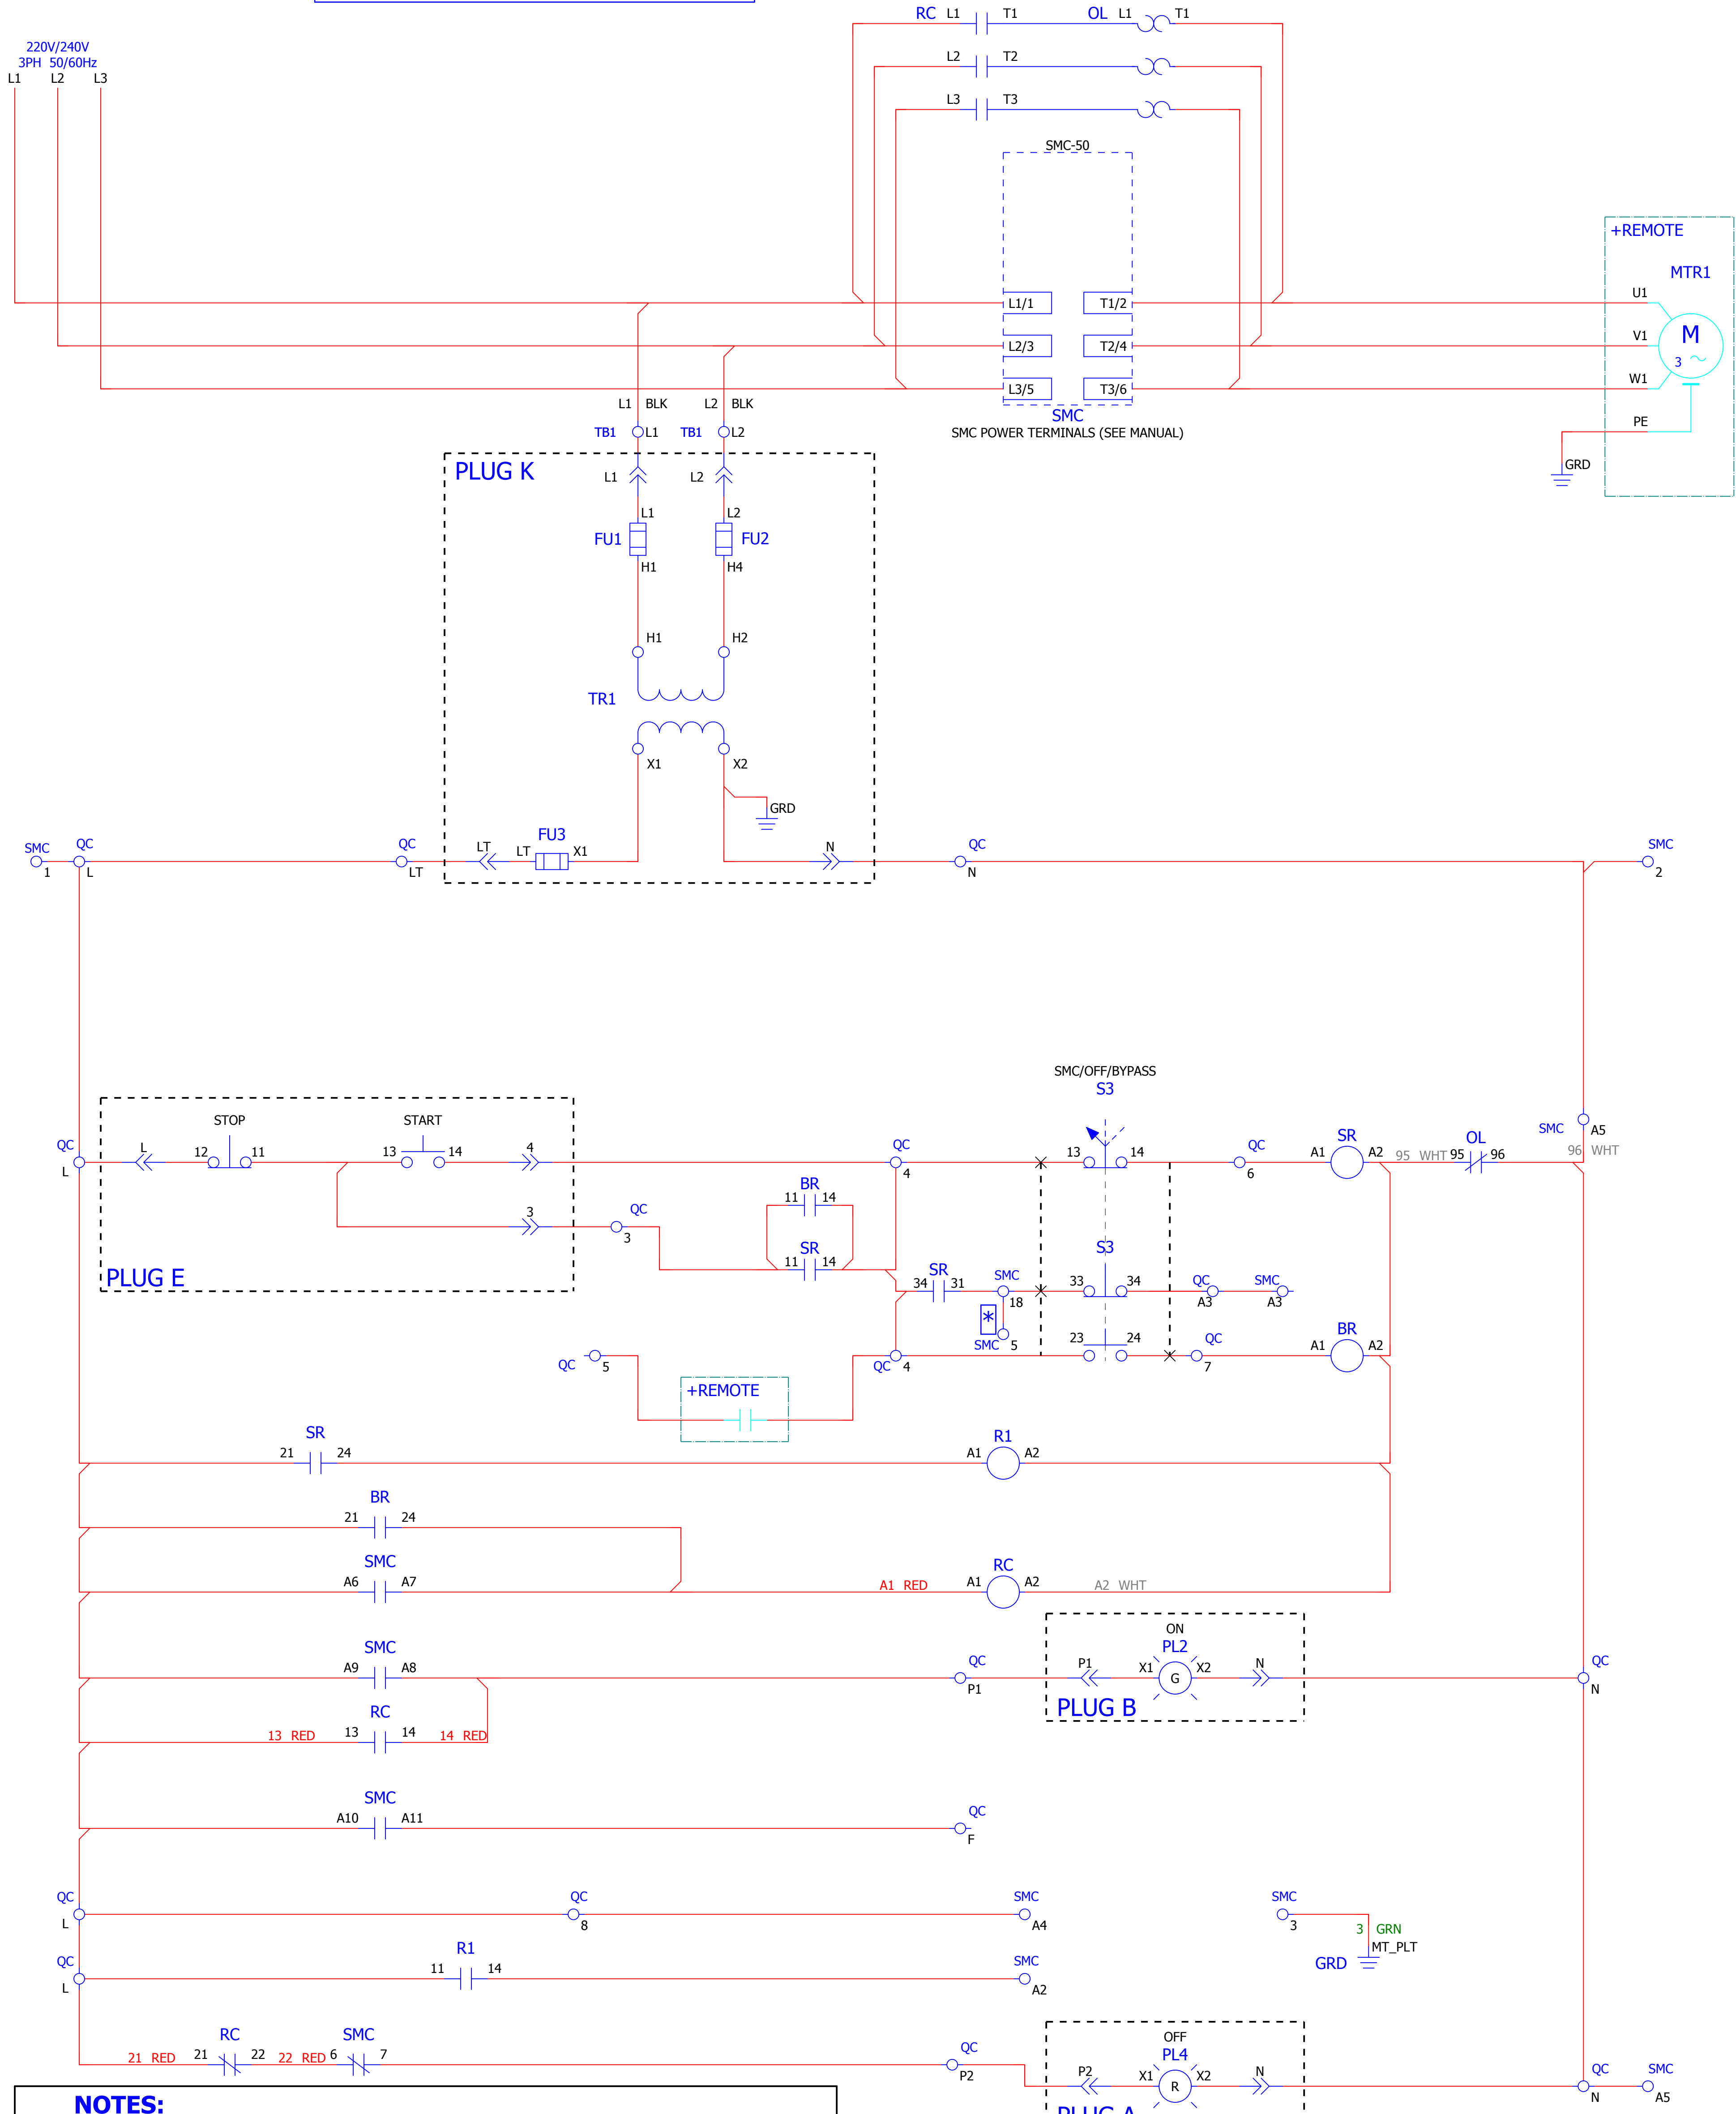 RC L1 T1 OL L1 T1
220V/240V
3PH 50/60Hz
L1 L2 L3
L2 T2
L3 T3
SMC-50
+REMOTE
MTR1
U1
L1/1 T1/2
V1
M
3
L2/3 T2/4
W1
L3/5 T3/6
L1 BLK L2 BLK
SMC
PE
TB1 L1 TB1 L2
SMC POWER TERMINALS (SEE MANUAL)
GRD
PLUG K
L1 L2
L1 L2
FU1 FU2
H1 H4
H1 H2
TR1
X1 X2
GRD
FU3
SMC QC QC LT LT X1 N QC SMC
1 L LT N 2
SMC/OFF/BYPASS
S3
STOP START
SMC A5
QC L 12 11 13 14 4 QC 13 14 QC SR OL
L 4 6 A1 A2 95 WHT 95 96 96 WHT
BR
11 14
3 QC
3
SR
11 14
S3
PLUG E
SR
34 31 SMC 33 34 QC SMC
18 A3 A3
*
SMC 5
23 24 QC BR
A1 A2
QC 5 QC 4 7
+REMOTE
SR R1
21 24 A1 A2
BR
21 24
SMC RC
A6 A7 A1 RED A1 A2 A2 WHT
ON
SMC PL2
A9 A8 QC P1 X1 G X2 N QC
P1 N
RC PLUG B
13 RED 13 14 14 RED
SMC
A10 A11 QC
F
QC QC SMC SMC
L 8 A4 3
3 GRN
MT_PLT
GRD
QC R1 SMC
L 11 14 A2
RC SMC OFF
21 RED 21 22 22 RED 6 7 QC PL4
P2 P2 X1 R X2 N QC SMC
N A5
NOTES:
PLUG A